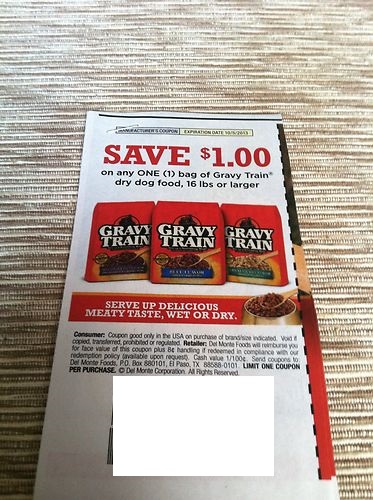 MANUFACTURER'S COUPON EXPIRATION DATE 10/5/2013
SAVE $1.00
on any ONE (1) bag of Gravy Train®
dry dog food, 16 lbs or larger
GRAVY TRAIN
GRAVY TRAIN
BEEF FLAVOR
GRAVY TRAIN
SERVE UP DELICIOUS
MEATY TASTE, WET OR DRY.
Consumer: Coupon good only in the USA on purchase of brand/size indicated. Void if
copied, transferred, prohibited or regulated. Retailer: Del Monte Foods will reimburse you
for face value of this coupon plus 8¢ handling if redeemed in compliance with our
redemption policy (available upon request). Cash value 1/100¢. Send coupons to:
Del Monte Foods, P.O. Box 880101, El Paso, TX 88588-0101. LIMIT ONE COUPON
PER PURCHASE. © Del Monte Corporation. All Rights Reserved.